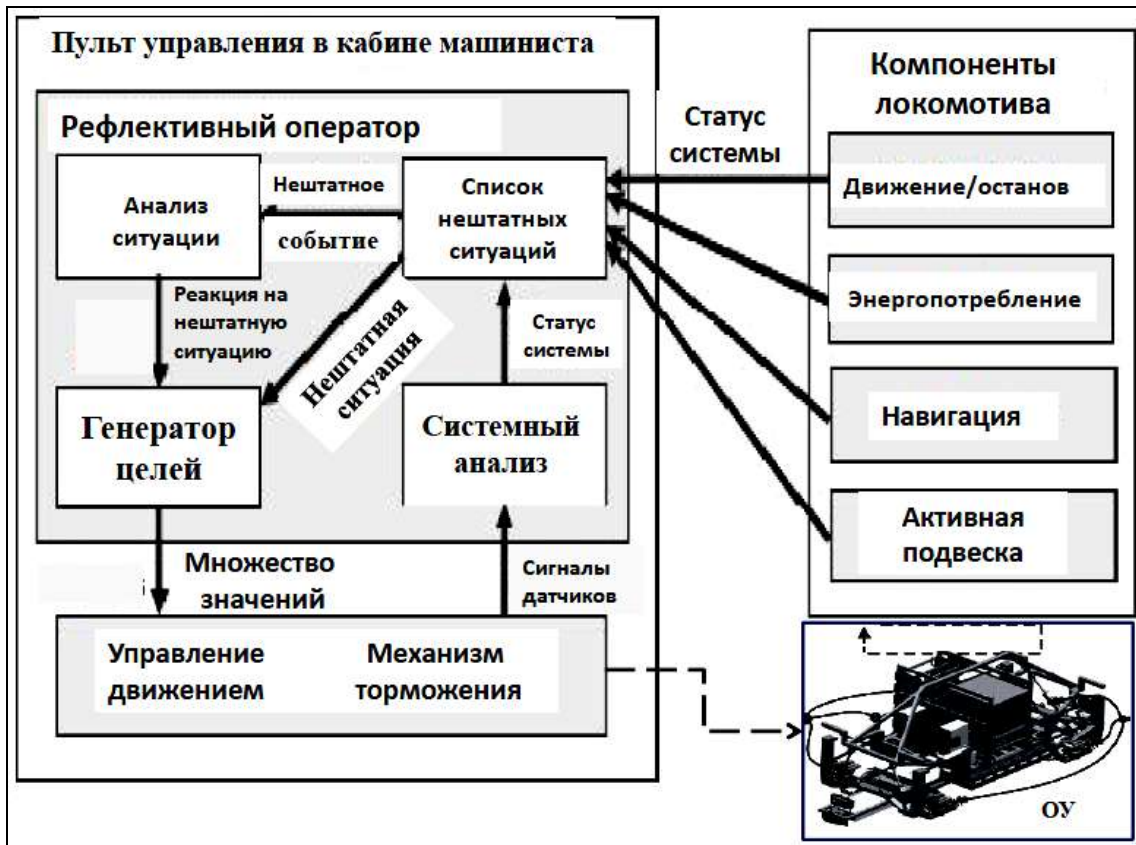 Пульт управления в кабине машиниста
Рефлективный оператор
Анализ
ситуации
Нештатное
событие
Список
нештатных
ситуаций
Реакция на
нештатную
ситуацию
Нештатная
ситуация
Статус
системы
Генератор
целей
Системный
анализ
Множество
значений
Сигналы
датчиков
Управление
движением
Механизм
торможения
Статус
системы
Компоненты
локомотива
Движение/останов
Энергопотребление
Навигация
Активная
подвеска
ОУ